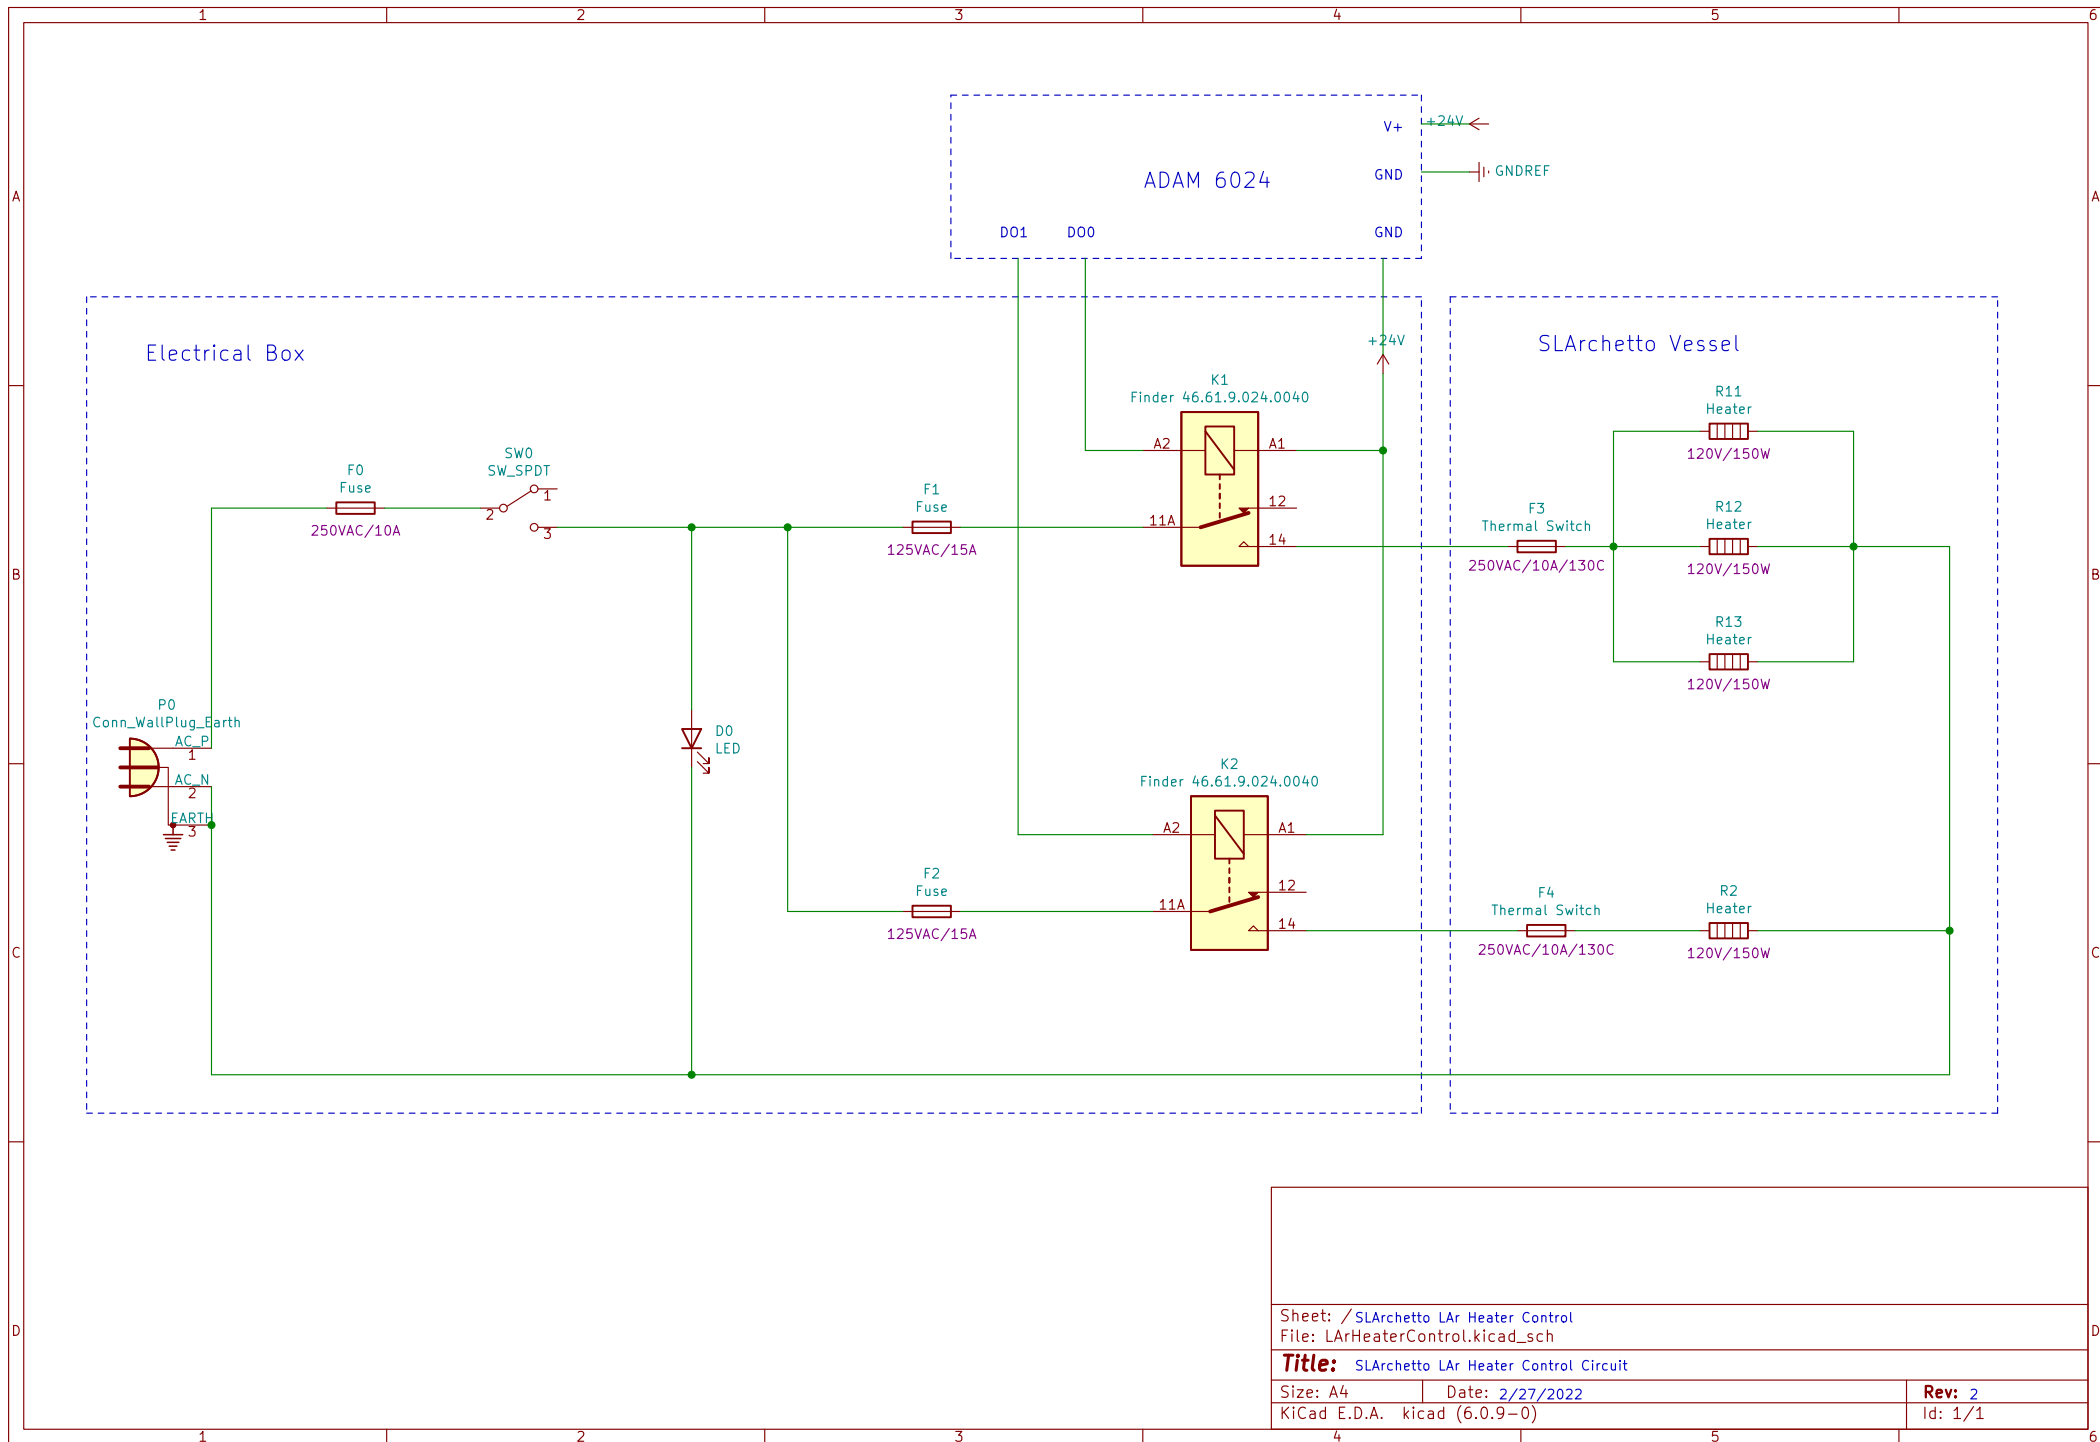 1 2 3 4 5 6
A A
B B
C C
D D
1 2 3 4 5 6
V+
+24V
ADAM 6024
GND
GNDREF
DO1 DO0 GND
Electrical Box
SLArchetto Vessel
+24V
K1
Finder 46.61.9.024.0040
A2 A1
12
11A
14
F0
Fuse
250VAC/10A
SW0
SW_SPDT
1
2
3
F1
Fuse
125VAC/15A
F3
Thermal Switch
250VAC/10A/130C
R11
Heater
120V/150W
R12
Heater
120V/150W
R13
Heater
120V/150W
P0
Conn_WallPlug_Earth
AC_P
1
AC_N
2
EARTH
3
D0
LED
K2
Finder 46.61.9.024.0040
A2 A1
12
11A
14
F2
Fuse
125VAC/15A
F4
Thermal Switch
250VAC/10A/130C
R2
Heater
120V/150W
Sheet: / SLArchetto LAr Heater Control
File: LArHeaterControl.kicad_sch
Title: SLArchetto LAr Heater Control Circuit
Size: A4 Date: 2/27/2022 Rev: 2
KiCad E.D.A. kicad (6.0.9-0) Id: 1/1